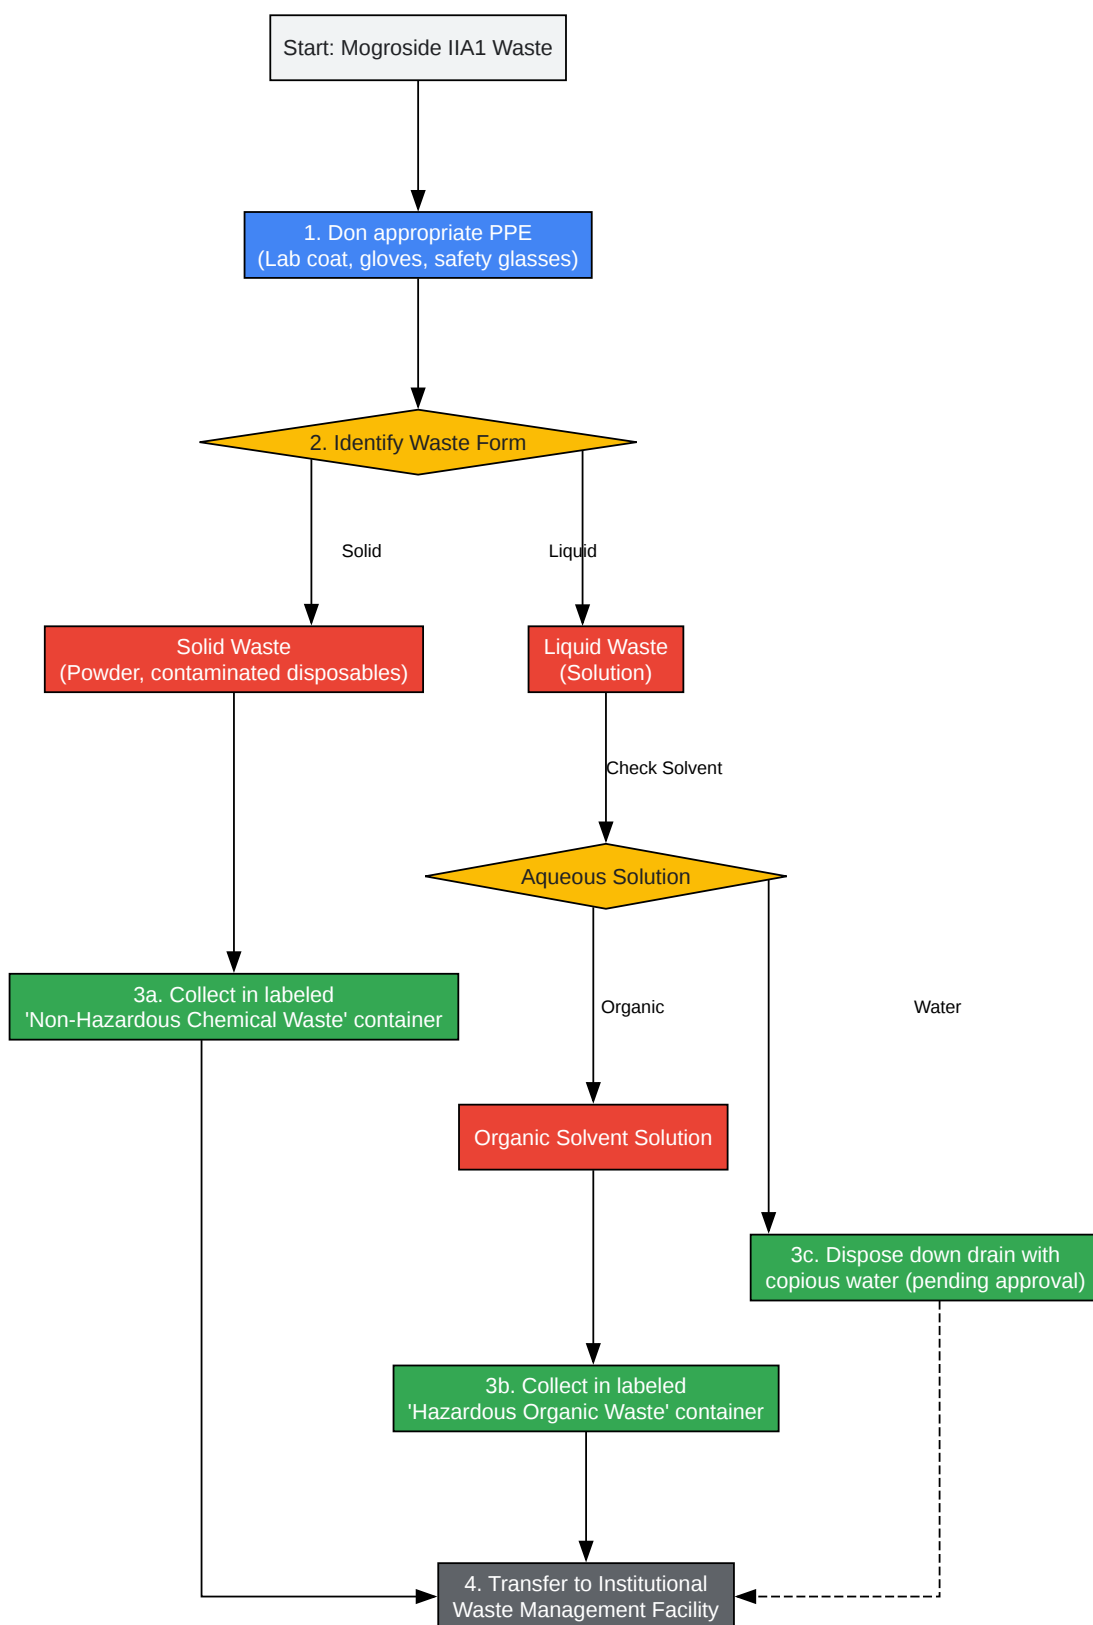 Start: Mogroside IIA1 Waste
1. Don appropriate PPE
(Lab coat, gloves, safety glasses)
2. Identify Waste Form
Solid
Liquid
Solid Waste
(Powder, contaminated disposables)
Liquid Waste
(Solution)
Check Solvent
Aqueous Solution
3a. Collect in labeled
'Non-Hazardous Chemical Waste' container
Organic
Water
Organic Solvent Solution
3c. Dispose down drain with
copious water (pending approval)
3b. Collect in labeled
'Hazardous Organic Waste' container
4. Transfer to Institutional
Waste Management Facility